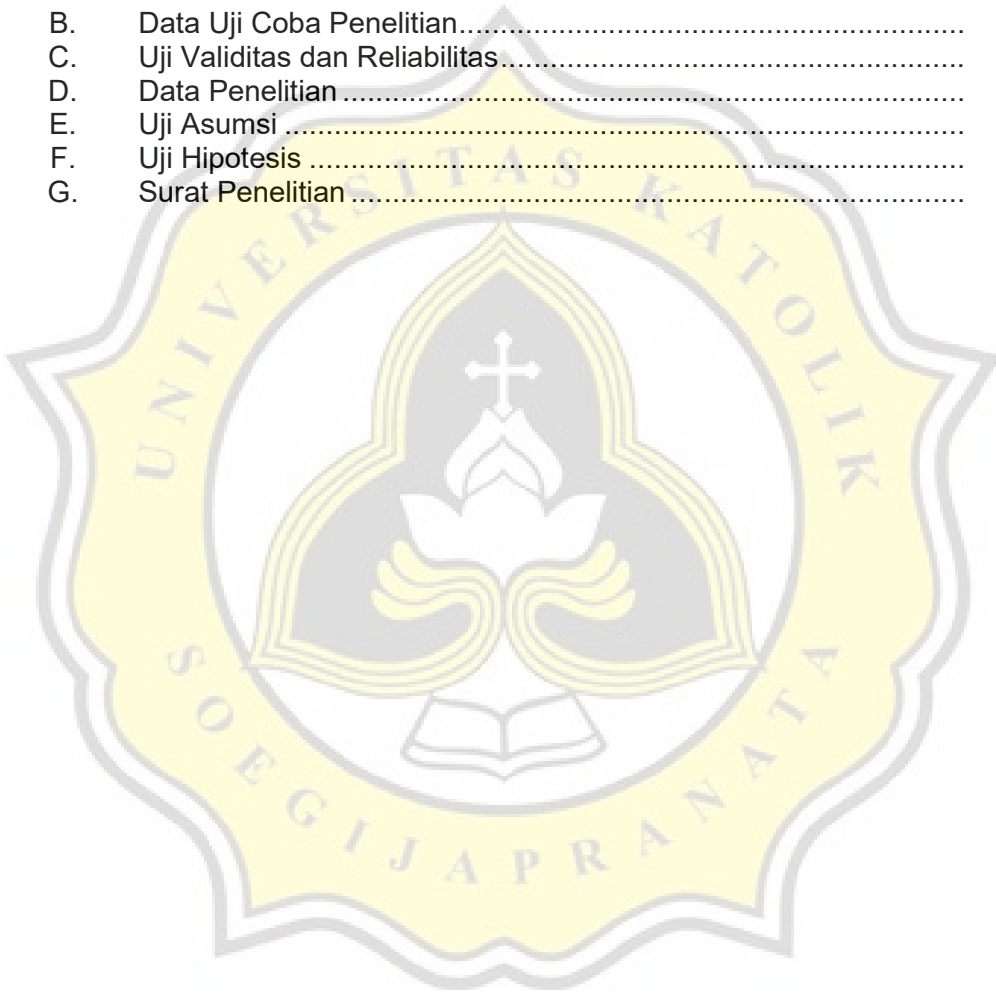 B. Data Uji Coba Penelitian..............................................................
C. Uji Validitas dan Reliabilitas.........................................................
D. Data Penelitian ............................................................................
E. Uji Asumsi ...................................................................................
F. Uji Hipotesis ................................................................................
G. Surat Penelitian ...........................................................................
UNIVERSITAS KATOLIK
SOEGIJAPRANATA